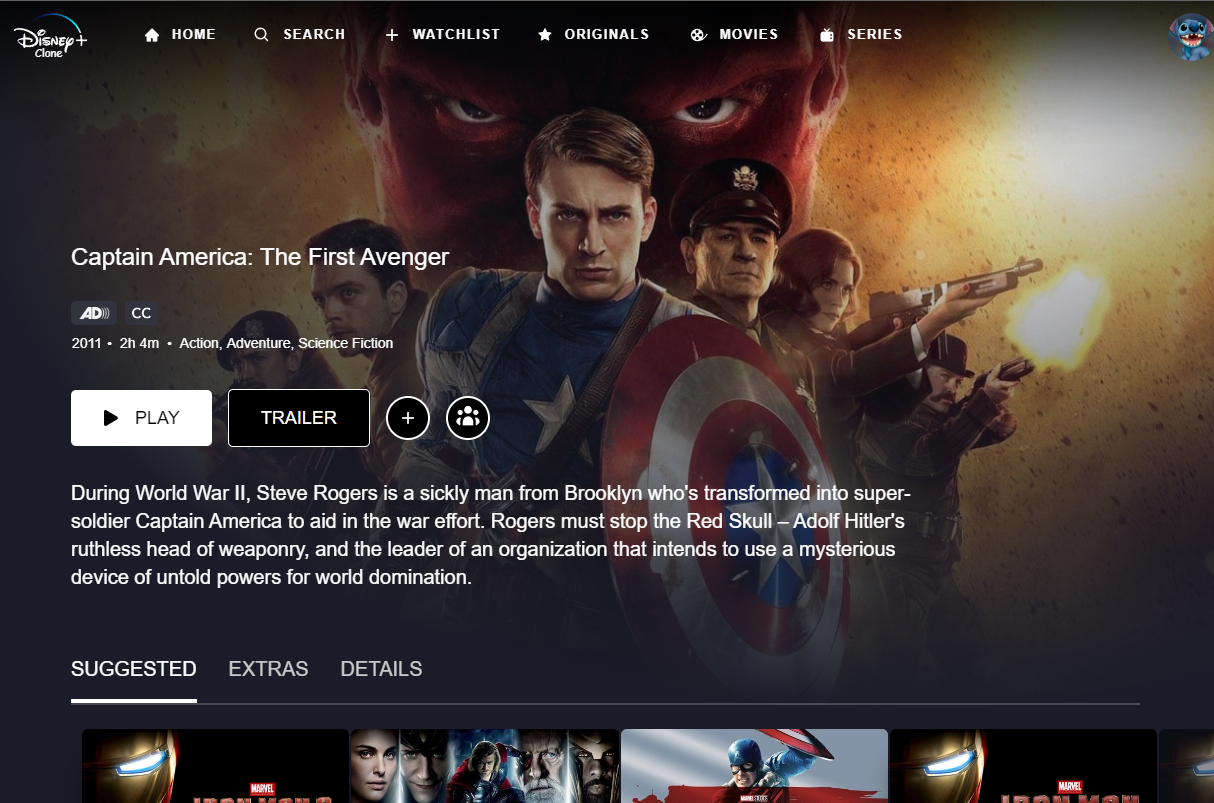 Disney+
Clone
HOME
SEARCH
WATCHLIST
ORIGINALS
MOVIES
SERIES
Captain America: The First Avenger
AD))) CC
2011 • 2h 4m • Action, Adventure, Science Fiction
PLAY
TRAILER
During World War II, Steve Rogers is a sickly man from Brooklyn who's transformed into super-
soldier Captain America to aid in the war effort. Rogers must stop the Red Skull – Adolf Hitler's
ruthless head of weaponry, and the leader of an organization that intends to use a mysterious
device of untold powers for world domination.
SUGGESTED
EXTRAS
DETAILS
MARVEL
IRON MAN
MARVEL STUDIOS
MARVEL
IRON MAN